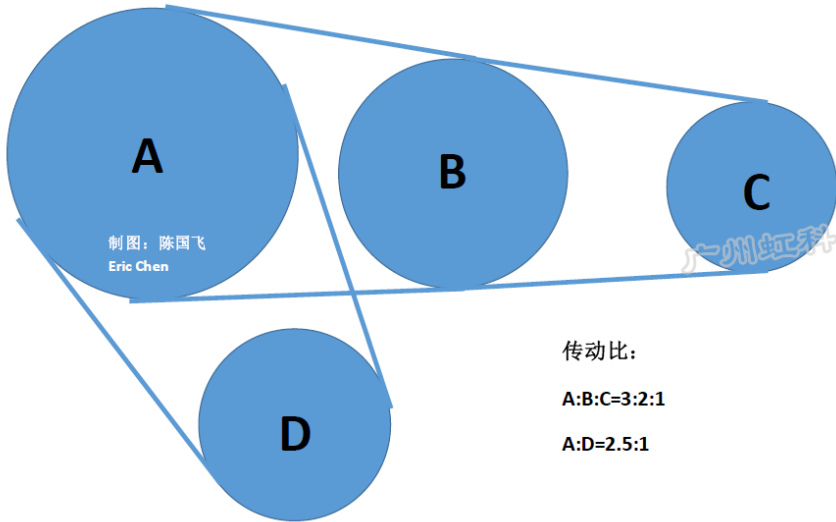 A
B
C
制图：陈国飞
Eric Chen
广州虹科
D
传动比：
A:B:C=3:2:1
A:D=2.5:1